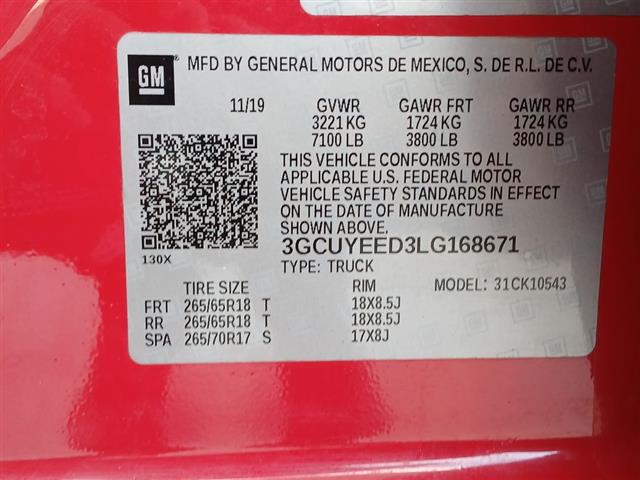 GM MFD BY GENERAL MOTORS DE MEXICO, S. DE R.L. DE C.V.
11/19 GVWR GAWR FRT GAWR RR
3221 KG 1724 KG 1724 KG
7100 LB 3800 LB 3800 LB
THIS VEHICLE CONFORMS TO ALL
APPLICABLE U.S. FEDERAL MOTOR
VEHICLE SAFETY STANDARDS IN EFFECT
ON THE DATE OF MANUFACTURE
SHOWN ABOVE.
3GCUYEED3LG168671
130X
TYPE: TRUCK
TIRE SIZE RIM MODEL: 31CK10543
FRT 265/65R18 T 18X8.5J
RR 265/65R18 T 18X8.5J
SPA 265/70R17 S 17X8J